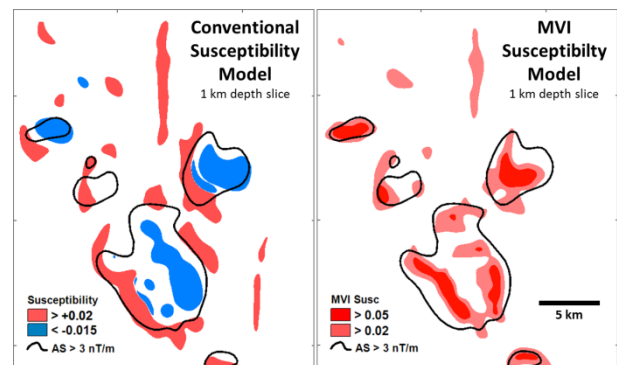 Conventional
Susceptibility
Model
1 km depth slice
Susceptibility
> +0.02
< -0.015
AS > 3 nT/m
MVI
Susceptibilty
Model
1 km depth slice
MVI Susc
> 0.05
> 0.02
AS > 3 nT/m
5 km